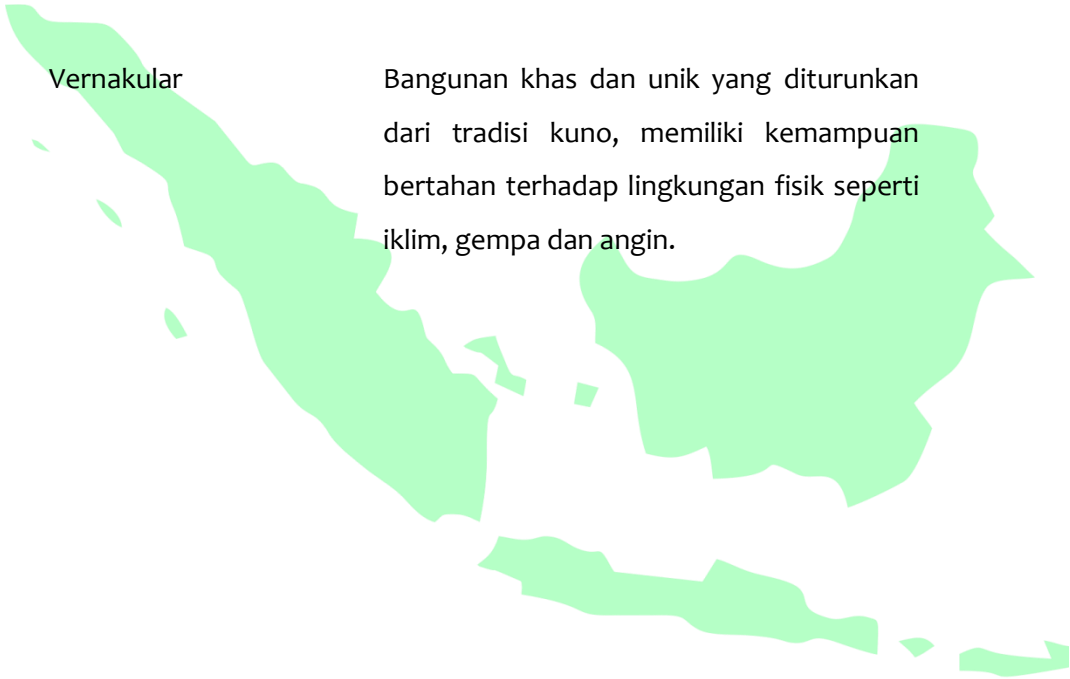 Vernakular Bangunan khas dan unik yang diturunkan
dari tradisi kuno, memiliki kemampuan
bertahan terhadap lingkungan fisik seperti
iklim, gempa dan angin.